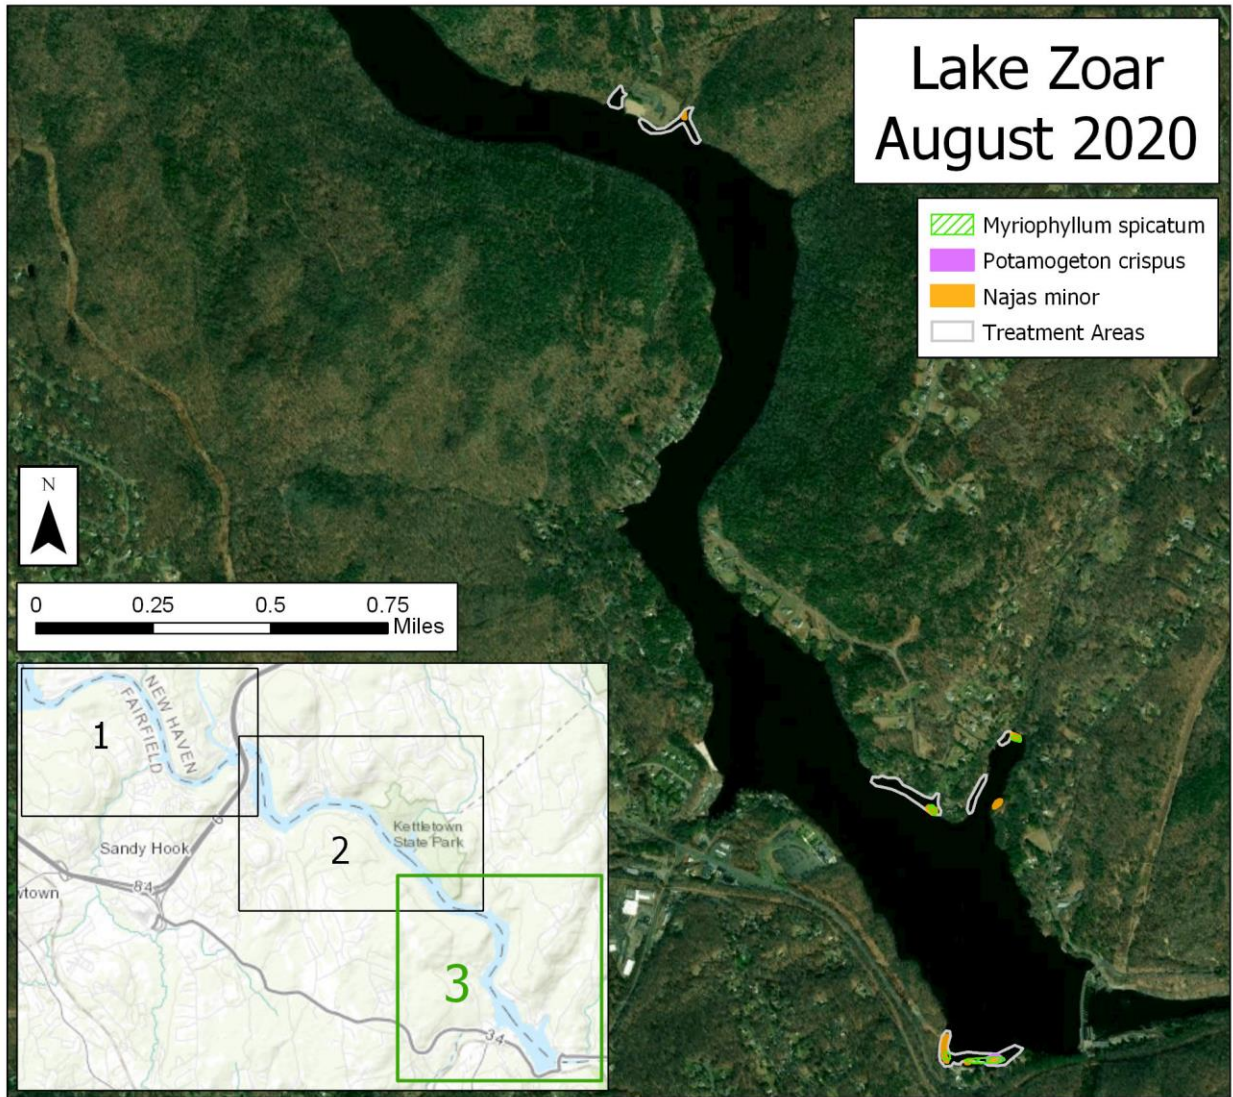 Lake Zoar
August 2020
Myriophyllum spicatum
Potamogeton crispus
Najas minor
Treatment Areas
N
0 0.25 0.5 0.75
Miles
NEW HAVEN
FAIRFIELD
1
2
Kettletown
State Park
Sandy Hook
84
wtown
3
34